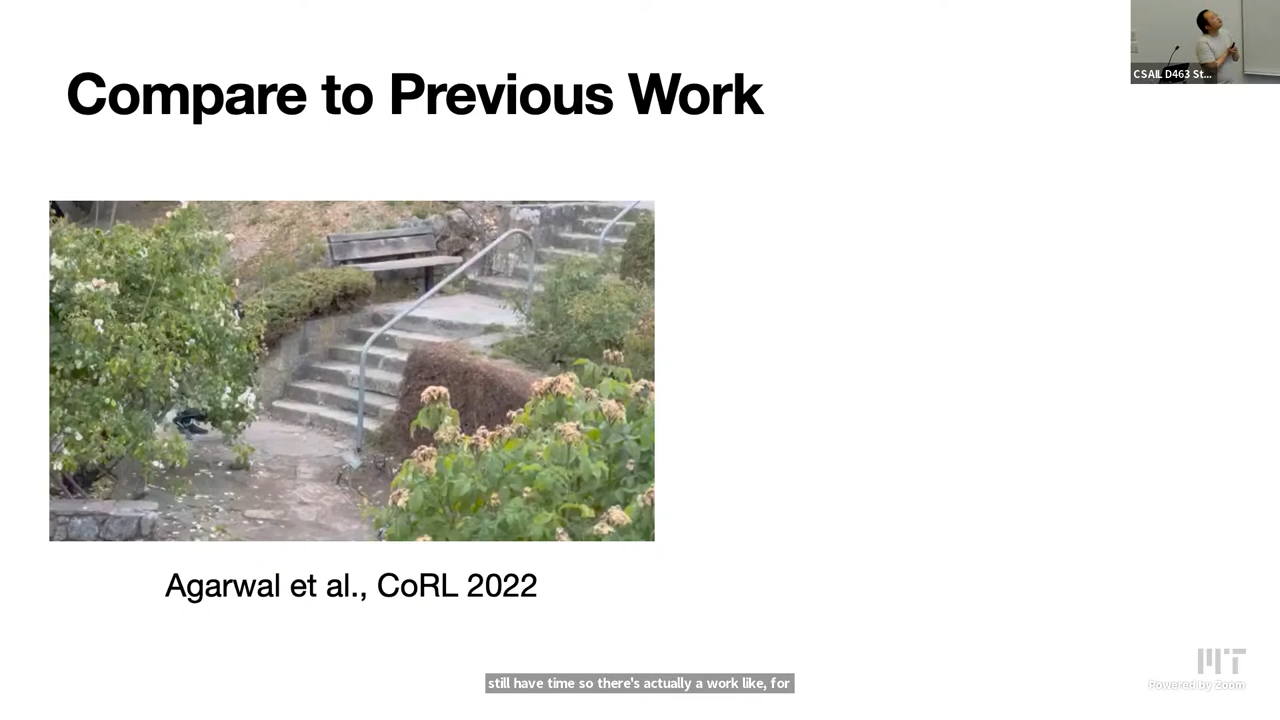 Compare to Previous Work
CSAIL D463 St...
Agarwal et al., CoRL 2022
still have time so there's actually a work like, for
MIT
Powered by Zoom